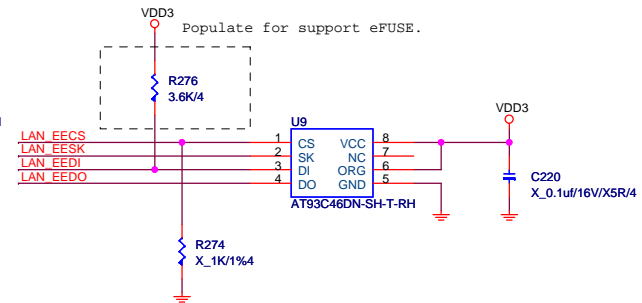 VDD3
Populate for support eFUSE.
R276
3.6K/4
U9
VDD3
LAN_EECS
1
CS
VCC
8
LAN_EESK
2
SK
NC
7
LAN_EEDI
3
DI
ORG
6
LAN_EEDO
4
DO
GND
5
AT93C46DN-SH-T-RH
C220
X_0.1uf/16V/X5R/4
R274
X_1K/1%4